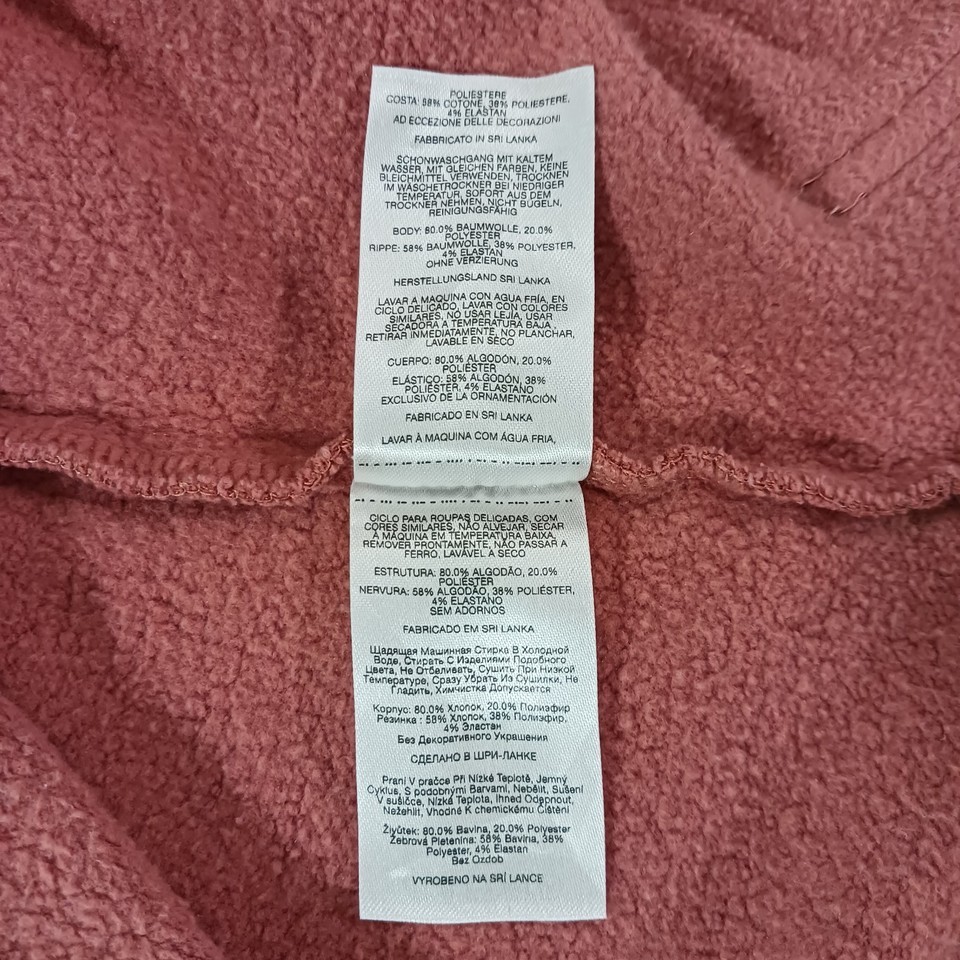 POLIESTERE
COSTA: 58% COTONE, 38% POLIESTERE,
4% ELASTAN
AD ECCEZIONE DELLE DECORAZIONI
FABBRICATO IN SRI LANKA
SCHONWASCHGANG MIT KALTEM
WASSER, MIT GLEICHEN FARBEN, KEINE
BLEICHMITTEL VERWENDEN, TROCKNEN
IM WÄSCHETROCKNER BEI NIEDRIGER
TEMPERATUR, SOFORT AUS DEM
TROCKNER NEHMEN, NICHT BÜGELN,
REINIGUNGSFÄHIG
BODY: 80.0% BAUMWOLLE, 20.0%
POLYESTER
RIPPE: 58% BAUMWOLLE, 38% POLYESTER,
4% ELASTAN
OHNE VERZIERUNG
HERSTELLUNGSLAND SRI LANKA
LAVAR A MAQUINA CON AGUA FRÍA, EN
CICLO DELICADO, LAVAR CON COLORES
SIMILARES, NO USAR LEJÍA, USAR
SECADORA A TEMPERATURA BAJA ,
RETIRAR INMEDIATAMENTE, NO PLANCHAR,
LAVABLE EN SECO
CUERPO: 80.0% ALGODÓN, 20.0%
POLIÉSTER
ELÁSTICO: 58% ALGODÓN, 38%
POLIÉSTER, 4% ELASTANO
EXCLUSIVO DE LA ORNAMENTACIÓN
FABRICADO EN SRI LANKA
LAVAR À MAQUINA COM ÁGUA FRIA,
CICLO PARA ROUPAS DELICADAS, COM
CORES SIMILARES, NÃO ALVEJAR, SECAR
À MÁQUINA EM TEMPERATURA BAIXA,
REMOVER PRONTAMENTE, NÃO PASSAR A
FERRO, LAVÁVEL A SECO
ESTRUTURA: 80.0% ALGODÃO, 20.0%
POLIÉSTER
NERVURA: 58% ALGODÃO, 38% POLIÉSTER,
4% ELASTANO
SEM ADORNOS
FABRICADO EM SRI LANKA
Щадящая Машинная Стирка В Холодной
Воде, Стирать С Изделиями Подобного
Цвета, Не Отбеливать, Сушить При Низкой
Температуре, Сразу Убрать Из Сушилки, Не
Гладить, Химчистка Допускается
Корпус: 80.0% Хлопок, 20.0% Полиэфир
Резинка : 58% Хлопок, 38% Полиэфир,
4% Эластан
Без Декоративного Украшения
СДЕЛАНО В ШРИ-ЛАНКЕ
Praní V pračce Při Nízké Teplotě, Jemný
Cyklus, S podobnými Barvami, Nebělit, Sušení
V sušičce, Nízká Teplota, Ihned Odepnout,
Nežehlit, Vhodné K chemickému Čištění
Živůtek: 80.0% Bavlna, 20.0% Polyester
Žebrová Pletenina: 58% Bavlna, 38%
Polyester, 4% Elastan
Bez Ozdob
VYROBENO NA SRÍ LANCE